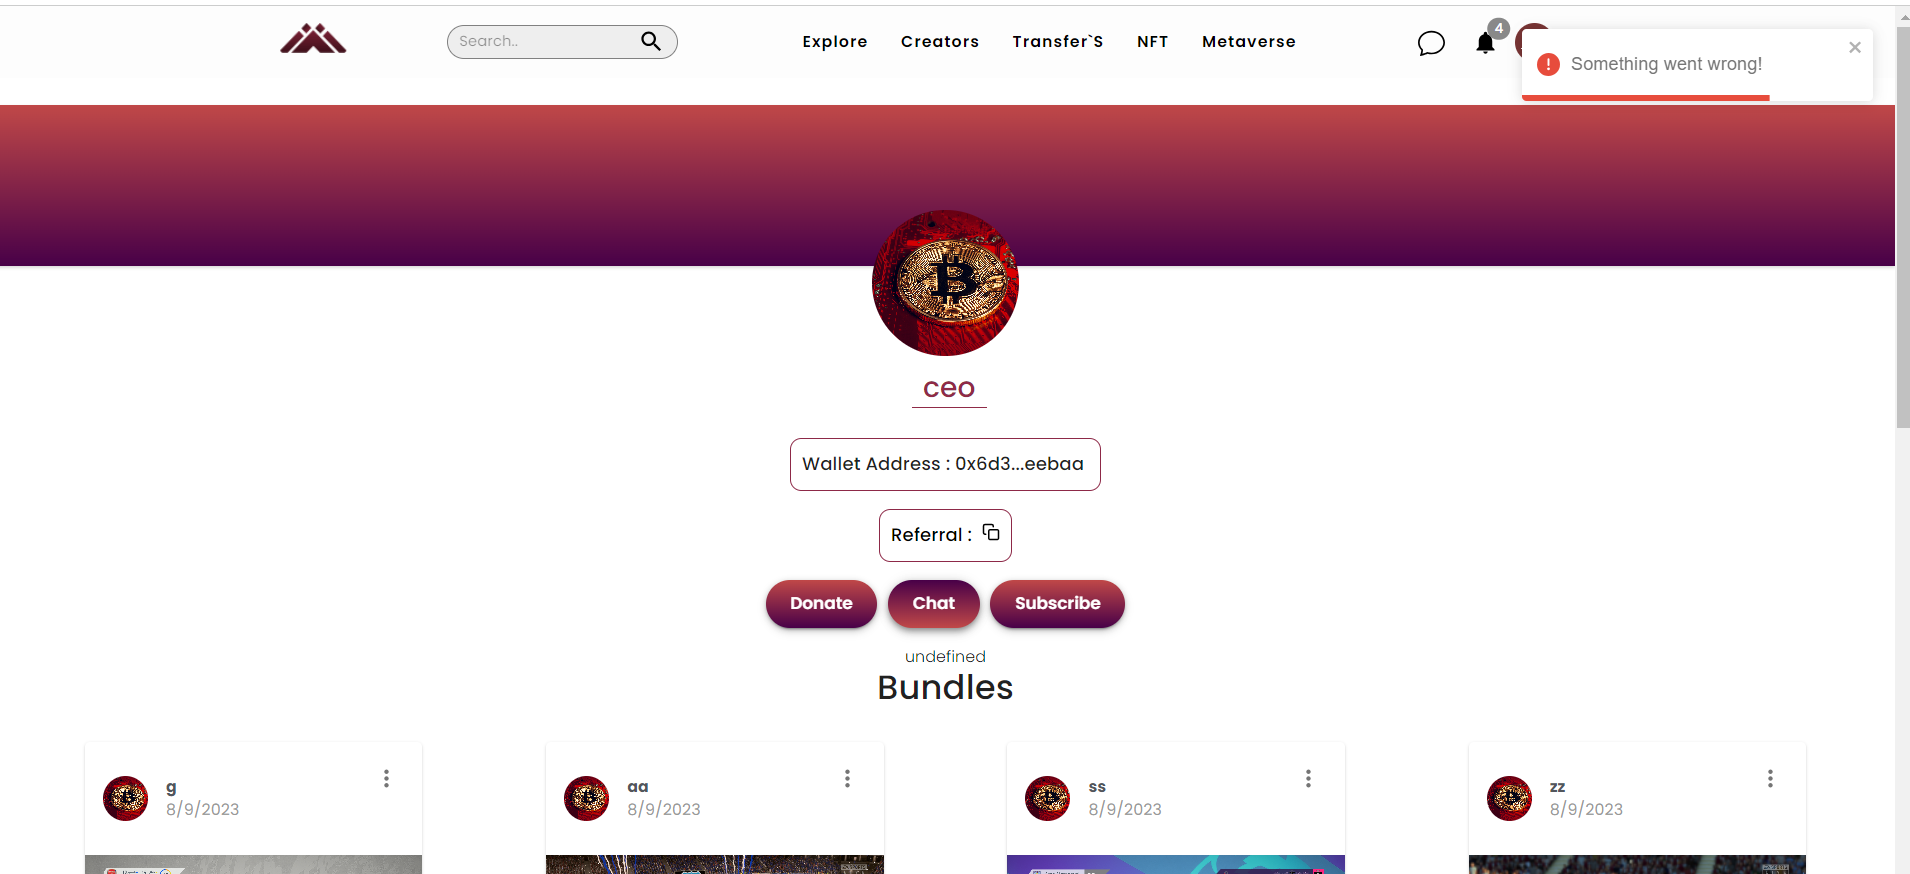 Search..
Explore Creators Transfer`S NFT Metaverse
4
Something went wrong!
ceo
Wallet Address : 0x6d3...eebaa
Referral :
Donate Chat Subscribe
undefined
Bundles
g
8/9/2023
aa
8/9/2023
ss
8/9/2023
zz
8/9/2023